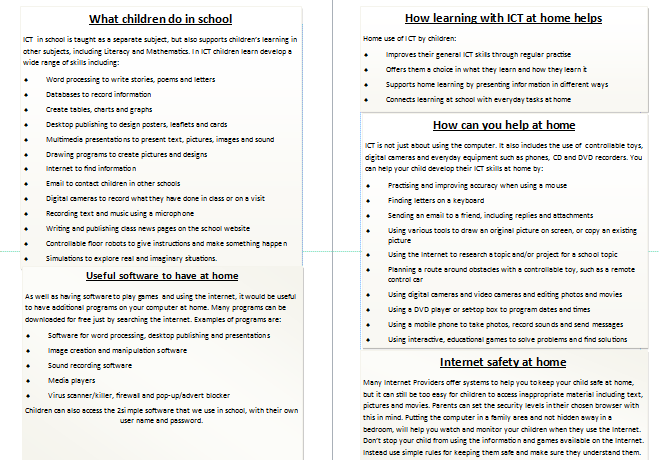 What children do in school
ICT in school is taught as a separate subject, but also supports children's learning in
other subjects, including Literacy and Mathematics. In ICT children learn develop a
wide range of skills including:
Word processing to write stories, poems and letters
Databases to record information
Create tables, charts and graphs
Desktop publishing to design posters, leaflets and cards
Multimedia presentations to present text, pictures, images and sound
Drawing programs to create pictures and designs
Internet to find information
Email to contact children in other schools
Digital cameras to record what they have done in class or on a visit
Recording text and music using a microphone
Writing and publishing class news pages on the school website
Controllable floor robots to give instructions and make something happen
Simulations to explore real and imaginary situations.
Useful software to have at home
As well as having software to play games and using the internet, it would be useful
to have additional programs on your computer at home. Many programs can be
downloaded for free just by searching the internet. Examples of programs are:
Software for word processing, desktop publishing and presentations
Image creation and manipulation software
Sound recording software
Media players
Virus scanner/killer, firewall and pop-up/advert blocker
Children can also access the 2simple software that we use in school, with their own
user name and password.
How learning with ICT at home helps
Home use of ICT by children:
Improves their general ICT skills through regular practise
Offers them a choice in what they learn and how they learn it
Supports home learning by presenting information in different ways
Connects learning at school with everyday tasks at home
How can you help at home
ICT is not just about using the computer. It also includes the use of controllable toys,
digital cameras and everyday equipment such as phones, CD and DVD recorders. You
can help your child develop their ICT skills at home by:
Practising and improving accuracy when using a mouse
Finding letters on a keyboard
Sending an email to a friend, including replies and attachments
Using various tools to draw an original picture on screen, or copy an existing
picture
Using the Internet to research a topic and/or project for a school topic
Planning a route around obstacles with a controllable toy, such as a remote
control car
Using digital cameras and video cameras and editing photos and movies
Using a DVD player or set-top box to program dates and times
Using a mobile phone to take photos, record sounds and send messages
Using interactive, educational games to solve problems and find solutions
Internet safety at home
Many Internet Providers offer systems to help you to keep your child safe at home,
but it can still be too easy for children to access inappropriate material including text,
pictures and movies. Parents can set the security levels in their chosen browser with
this in mind. Putting the computer in a family area and not hidden away in a
bedroom, will help you watch and monitor your children when they use the Internet.
Don't stop your child from using the information and games available on the Internet.
Instead use simple rules for keeping them safe and make sure they understand them.